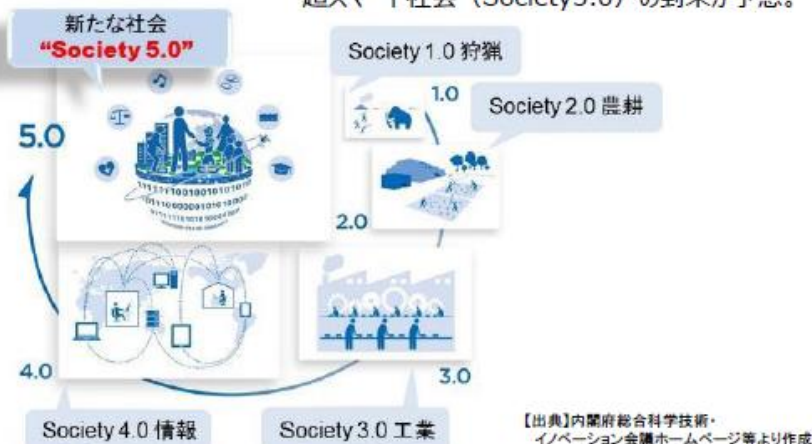 超スマート社会（Society5.0）の到来が予想。
新たな社会
“Society 5.0”
Society 1.0 狩猟
1.0
Society 2.0 農耕
5.0
2.0
4.0
3.0
Society 4.0 情報
Society 3.0 工業
【出典】内閣府総合科学技術・
イノベーション会議ホームページ等より作成